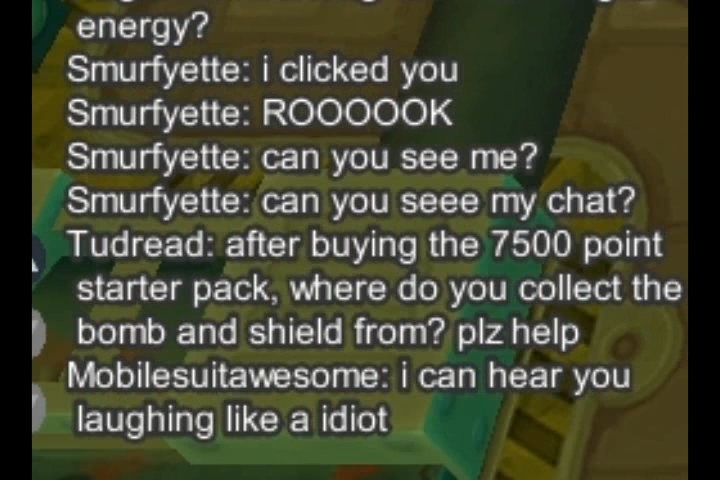 energy?
Smurfyette: i clicked you
Smurfyette: ROOOOOK
Smurfyette: can you see me?
Smurfyette: can you seee my chat?
Tudread: after buying the 7500 point
starter pack, where do you collect the
bomb and shield from? plz help
Mobilesuitawesome: i can hear you
laughing like a idiot